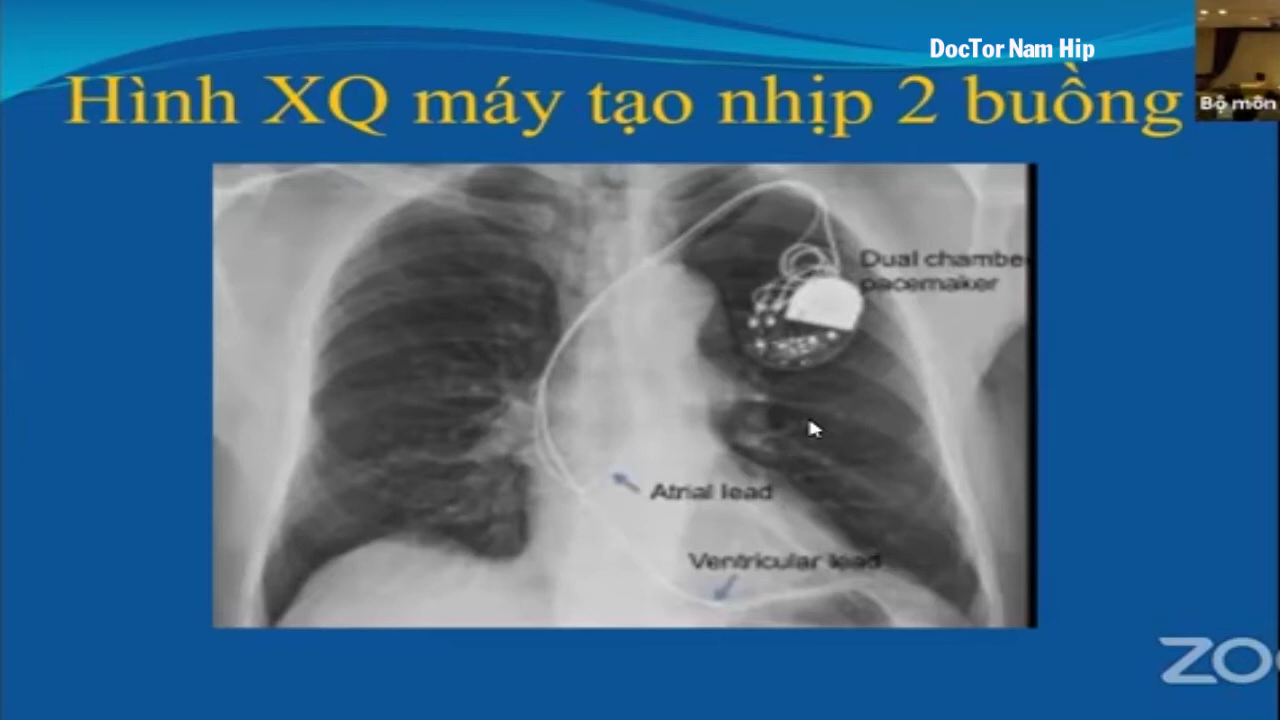 DocTor Nam Hip
Hình XQ máy tạo nhịp 2 buồng
Bộ môn
Dual chambe
pacemaker
Atrial lead
Ventricular lead
ZO